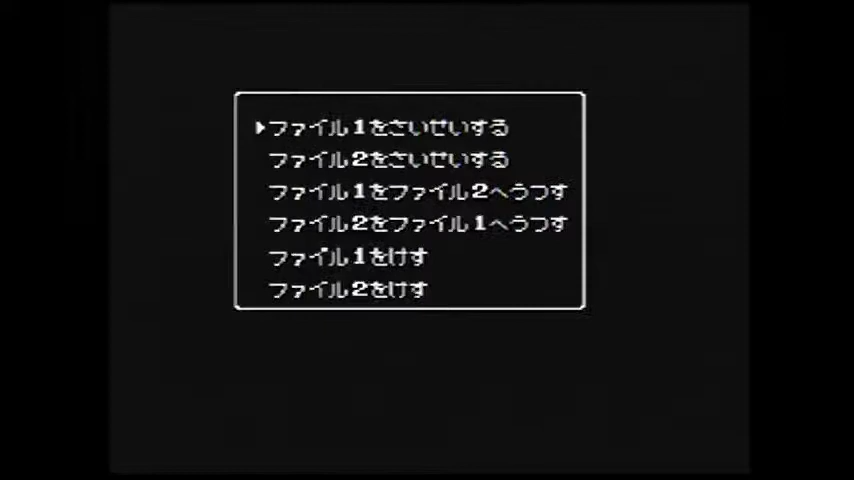 ファイル1をさいせいする
ファイル2をさいせいする
ファイル1をファイル2へうつす
ファイル2をファイル1へうつす
ファイル1をけす
ファイル2をけす